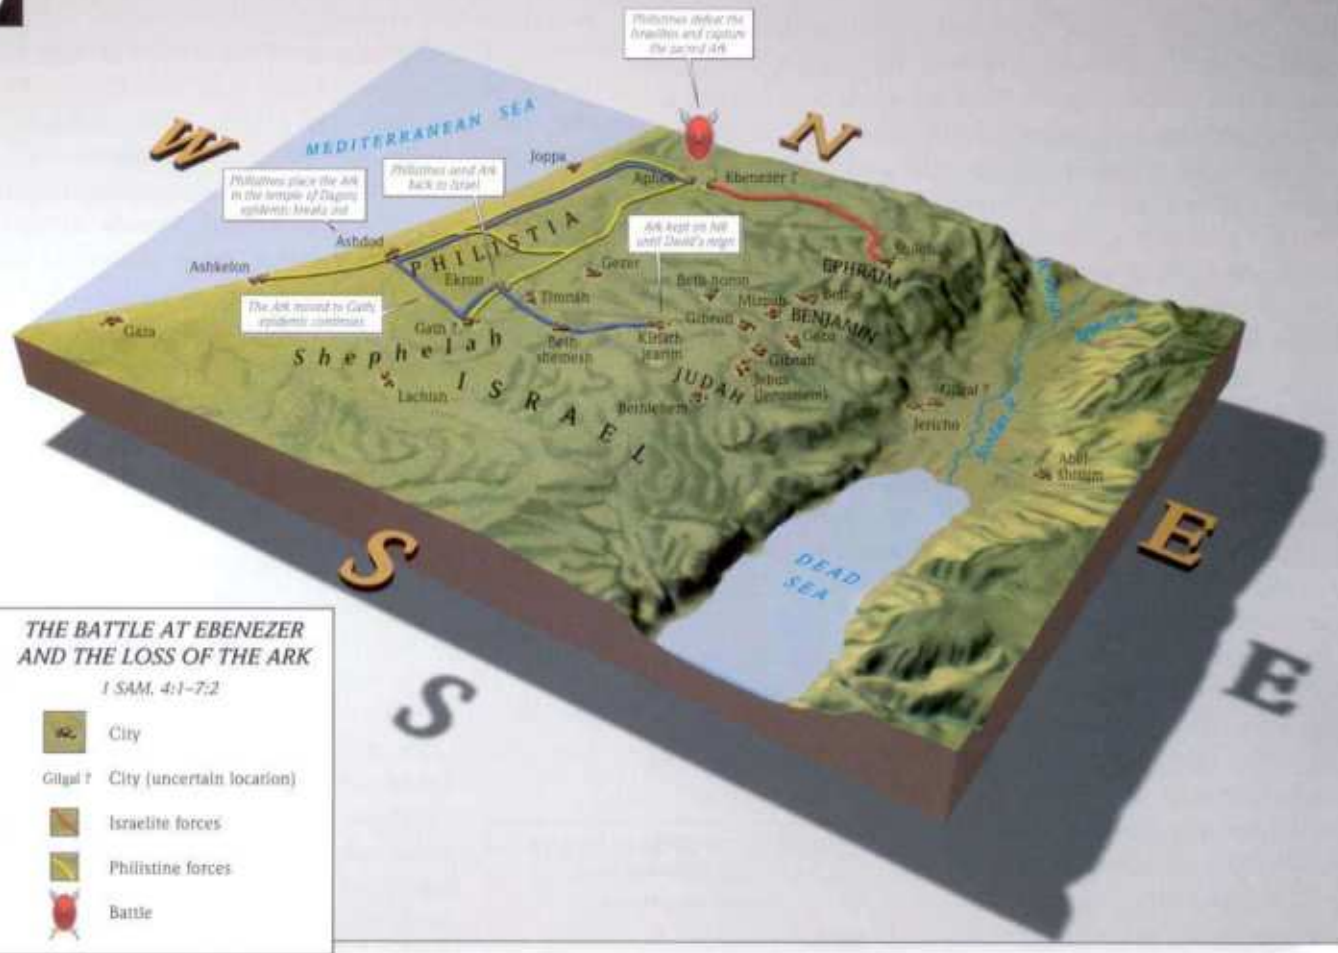 Philistines defeat the
Israelites and capture
the sacred Ark
W
N
MEDITERRANEAN SEA
Joppa
Philistines send Ark
back to Israel
Philistines place the Ark
in the temple of Dagon;
epidemic breaks out
Aphek
Ebenezer ?
Ark kept on hill
until David's reign
Ashdod
PHILISTIA
Shiloh
Ashkelon
Ekron
Gezer
EPHRAIM
Beth-horon
The Ark moved to Gath;
epidemic continues
Timnah
Mizpah
Gaza
Gath ?
Gibeon
BENJAMIN
Geba
Shephelah
Beth
shemesh
Kiriath
jearim
Gibeah
ISRAEL
JUDAH
Jebus
(Jerusalem)
Lachish
Bethlehem
Gilgal ?
Jericho
Jordan R.
Abel
Shittim
DEAD
SEA
S
E
S
E
THE BATTLE AT EBENEZER
AND THE LOSS OF THE ARK
1 SAM. 4:1–7:2
City
Gilgal ? City (uncertain location)
Israelite forces
Philistine forces
Battle